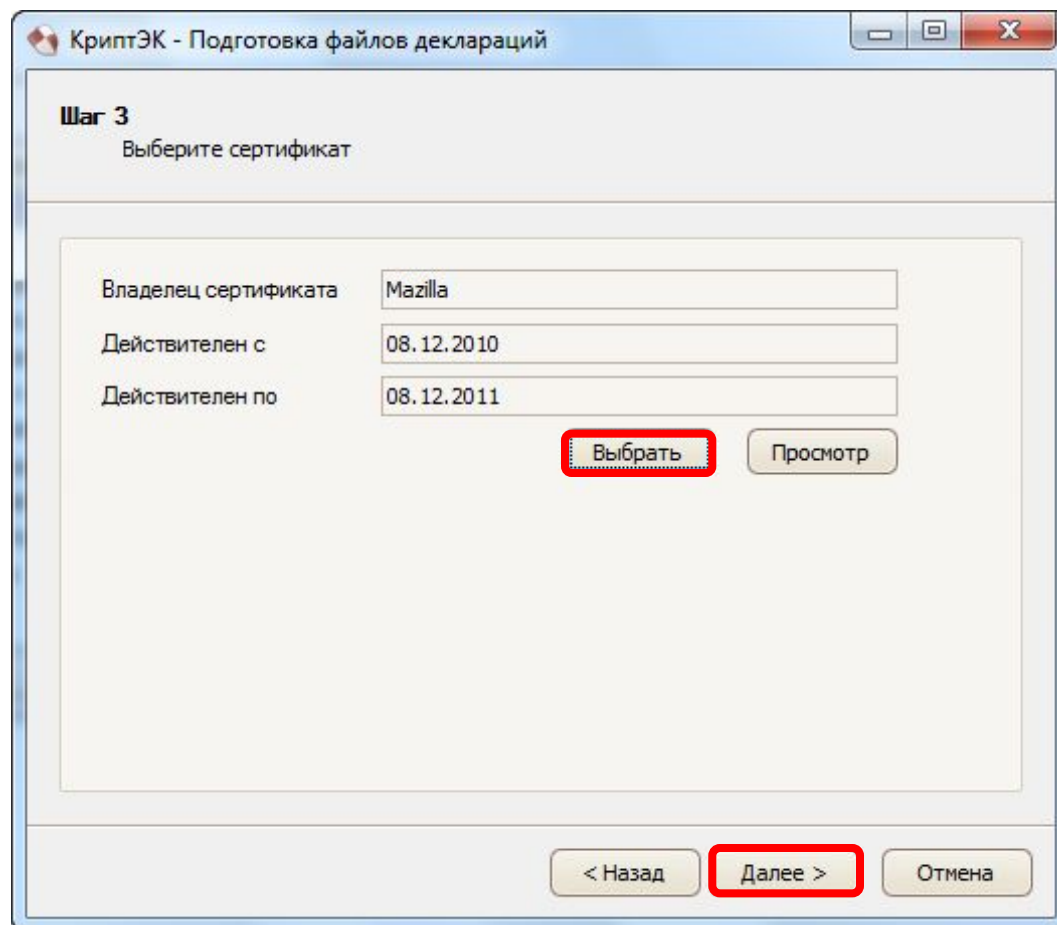 КриптЭК - Подготовка файлов деклараций
Шаг 3
Выберите сертификат
Владелец сертификата Mazilla
Действителен с 08.12.2010
Действителен по 08.12.2011
Выбрать Просмотр
< Назад Далее > Отмена